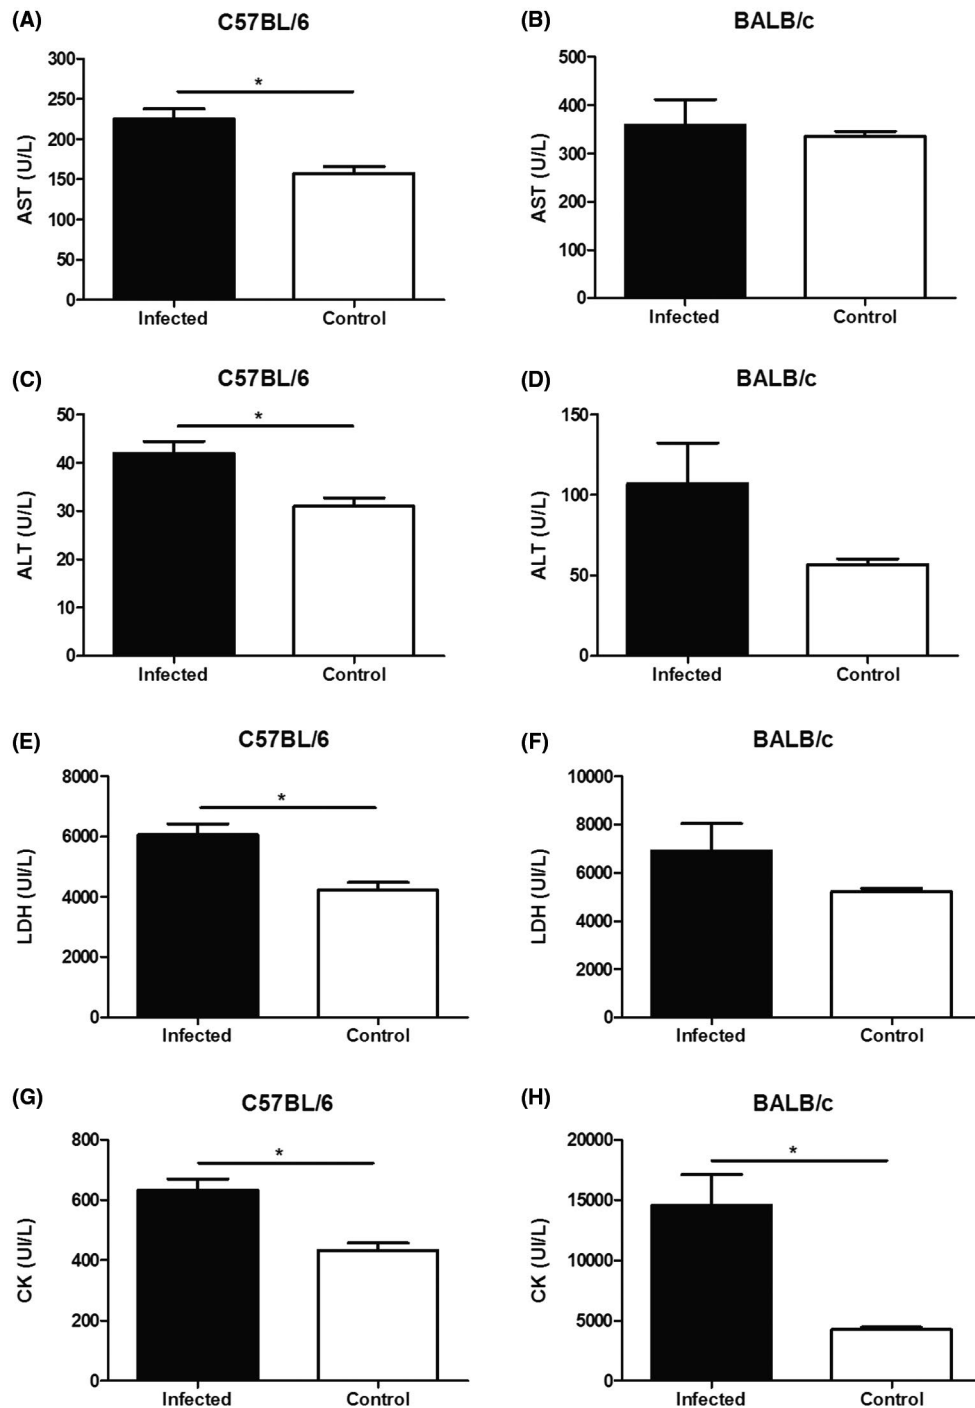 (A)
C57BL/6
AST (U/L)
300
250
200
150
100
50
0
*
Infected
Control
(B)
BALB/c
AST (U/L)
500
400
300
200
100
0
Infected
Control
(C)
C57BL/6
ALT (U/L)
50
40
30
20
10
0
*
Infected
Control
(D)
BALB/c
ALT (U/L)
150
100
50
0
Infected
Control
(E)
C57BL/6
LDH (UI/L)
8000
6000
4000
2000
0
*
Infected
Control
(F)
BALB/c
LDH (UI/L)
10000
8000
6000
4000
2000
0
Infected
Control
(G)
C57BL/6
CK (UI/L)
800
600
400
200
0
*
Infected
Control
(H)
BALB/c
CK (UI/L)
20000
15000
10000
5000
0
*
Infected
Control